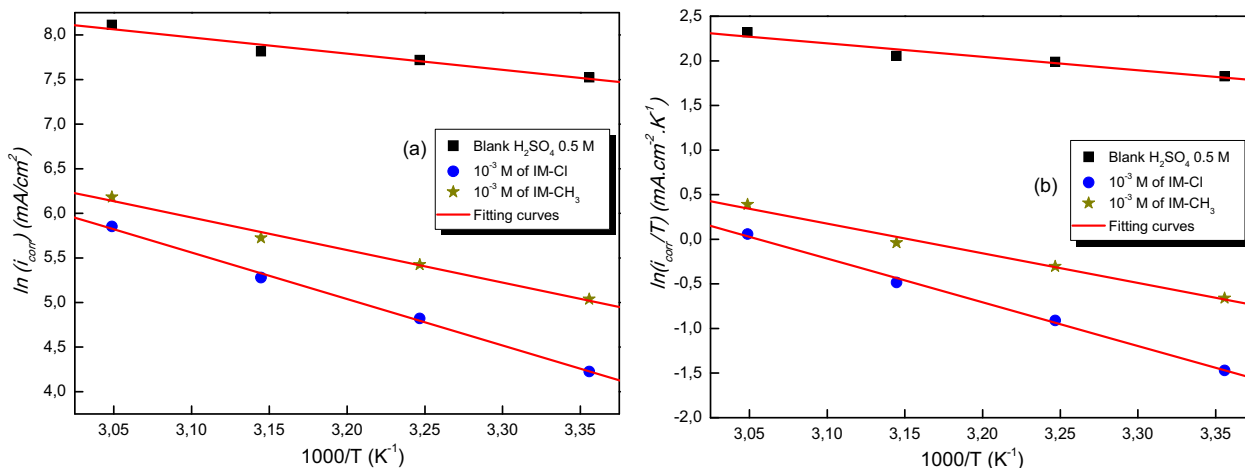 8,0
7,5
7,0
6,5
6,0
5,5
5,0
4,5
4,0
ln (i_corr) (mA/cm²)
(a)
Blank H₂SO₄ 0.5 M
10⁻³ M of IM-Cl
10⁻³ M of IM-CH₃
Fitting curves
3,05 3,10 3,15 3,20 3,25 3,30 3,35
1000/T (K⁻¹)
2,5
2,0
1,5
1,0
0,5
0,0
-0,5
-1,0
-1,5
-2,0
ln(i_corr/T) (mA.cm⁻².K⁻¹)
(b)
Blank H₂SO₄ 0.5 M
10⁻³ M of IM-Cl
10⁻³ M of IM-CH₃
Fitting curves
3,05 3,10 3,15 3,20 3,25 3,30 3,35
1000/T (K⁻¹)